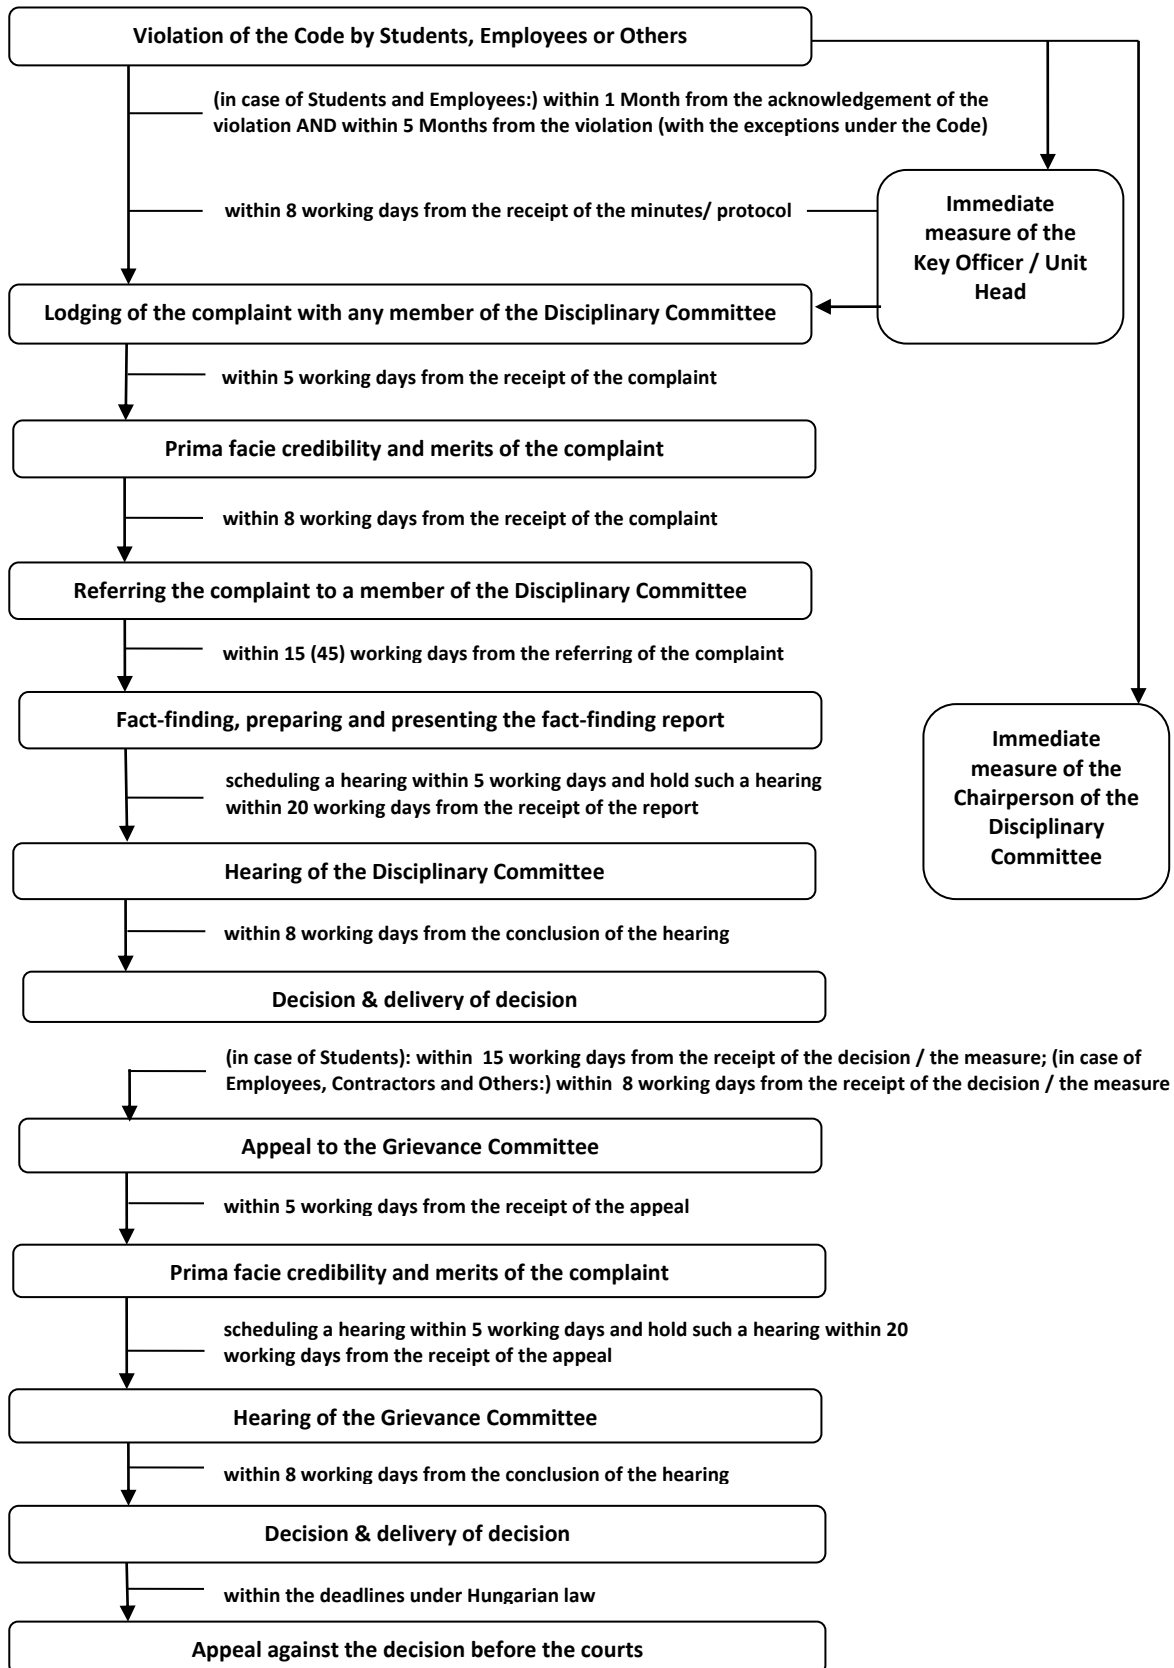 Violation of the Code by Students, Employees or Others
(in case of Students and Employees:) within 1 Month from the acknowledgement of the
violation AND within 5 Months from the violation (with the exceptions under the Code)
within 8 working days from the receipt of the minutes/ protocol
Immediate
measure of the
Key Officer / Unit
Head
Lodging of the complaint with any member of the Disciplinary Committee
within 5 working days from the receipt of the complaint
Prima facie credibility and merits of the complaint
within 8 working days from the receipt of the complaint
Referring the complaint to a member of the Disciplinary Committee
within 15 (45) working days from the referring of the complaint
Fact-finding, preparing and presenting the fact-finding report
Immediate
measure of the
Chairperson of the
Disciplinary
Committee
scheduling a hearing within 5 working days and hold such a hearing
within 20 working days from the receipt of the report
Hearing of the Disciplinary Committee
within 8 working days from the conclusion of the hearing
Decision & delivery of decision
(in case of Students): within 15 working days from the receipt of the decision / the measure; (in case of
Employees, Contractors and Others:) within 8 working days from the receipt of the decision / the measure
Appeal to the Grievance Committee
within 5 working days from the receipt of the appeal
Prima facie credibility and merits of the complaint
scheduling a hearing within 5 working days and hold such a hearing within 20
working days from the receipt of the appeal
Hearing of the Grievance Committee
within 8 working days from the conclusion of the hearing
Decision & delivery of decision
within the deadlines under Hungarian law
Appeal against the decision before the courts